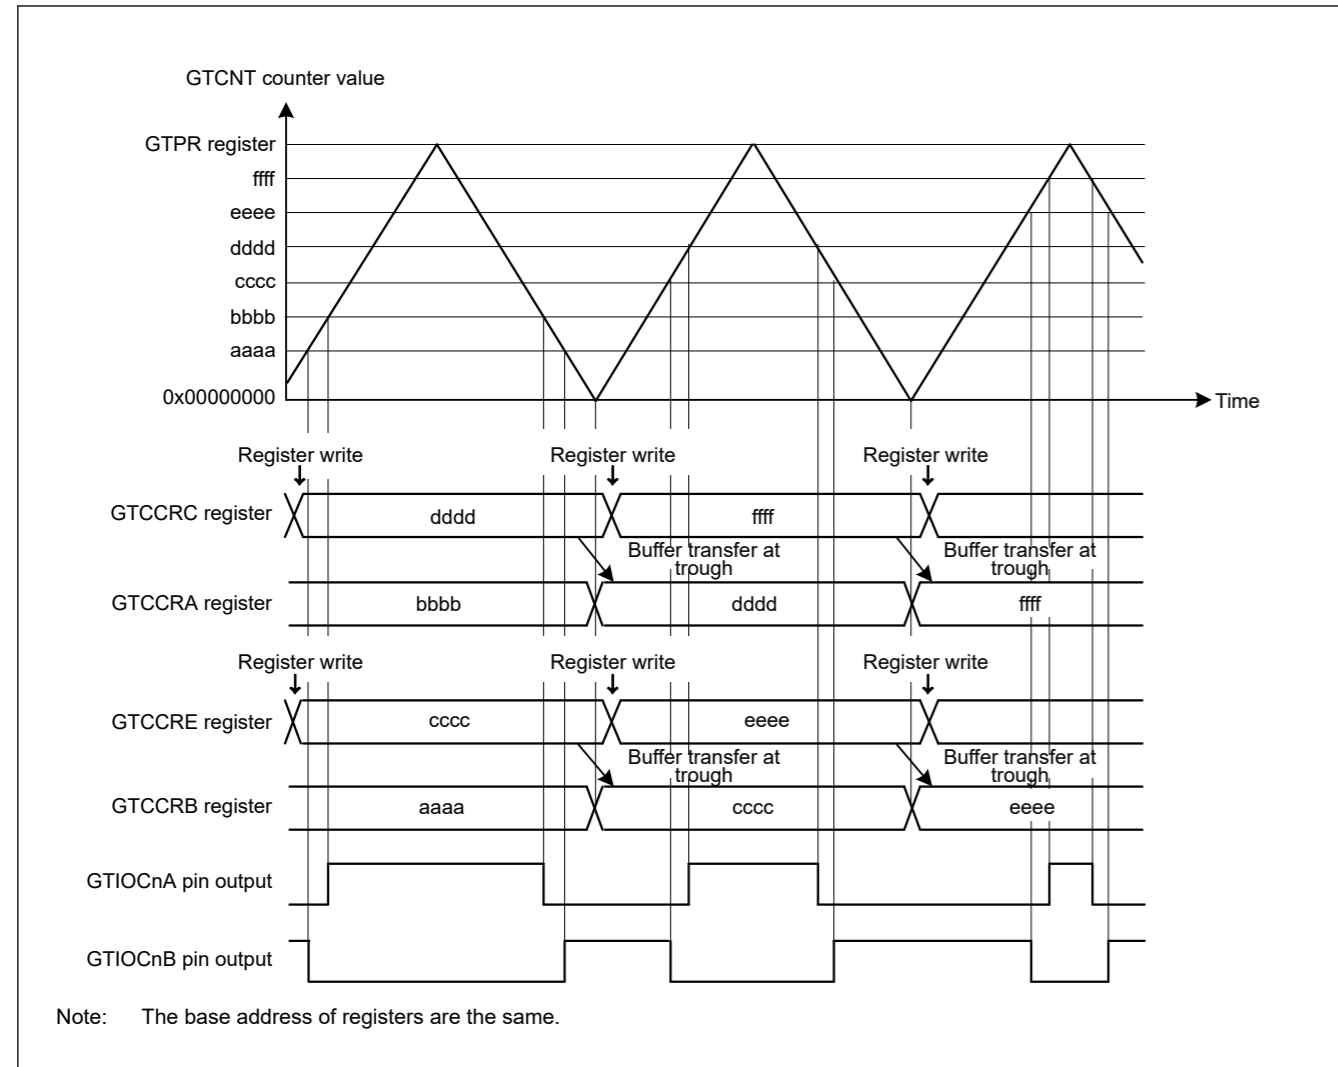 GTCNT counter value
GTPR register
ffff
eeee
dddd
cccc
bbbb
aaaa
0x00000000
Time
Register write Register write Register write
GTCCRC register dddd ffff
Buffer transfer at trough Buffer transfer at trough
GTCCRA register bbbb dddd ffff
Register write Register write Register write
GTCCRE register cccc eeee
Buffer transfer at trough Buffer transfer at trough
GTCCRB register aaaa cccc eeee
GTIOCnA pin output
GTIOCnB pin output
Note: The base address of registers are the same.